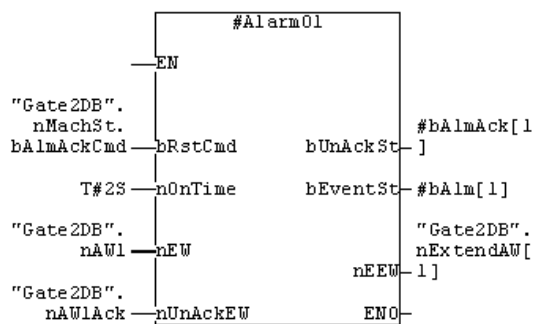 #Alarm01
EN
"Gate2DB".
nMachSt.
bAlmAckCmd
bRstCmd
bUnAckSt
#bAlmAck[1
]
T#2S
nOnTime
bEventSt
#bAlm[1]
"Gate2DB".
nAW1
nEW
"Gate2DB".
nExtendAW[
1]
nEEW
"Gate2DB".
nAW1Ack
nUnAckEW
ENO